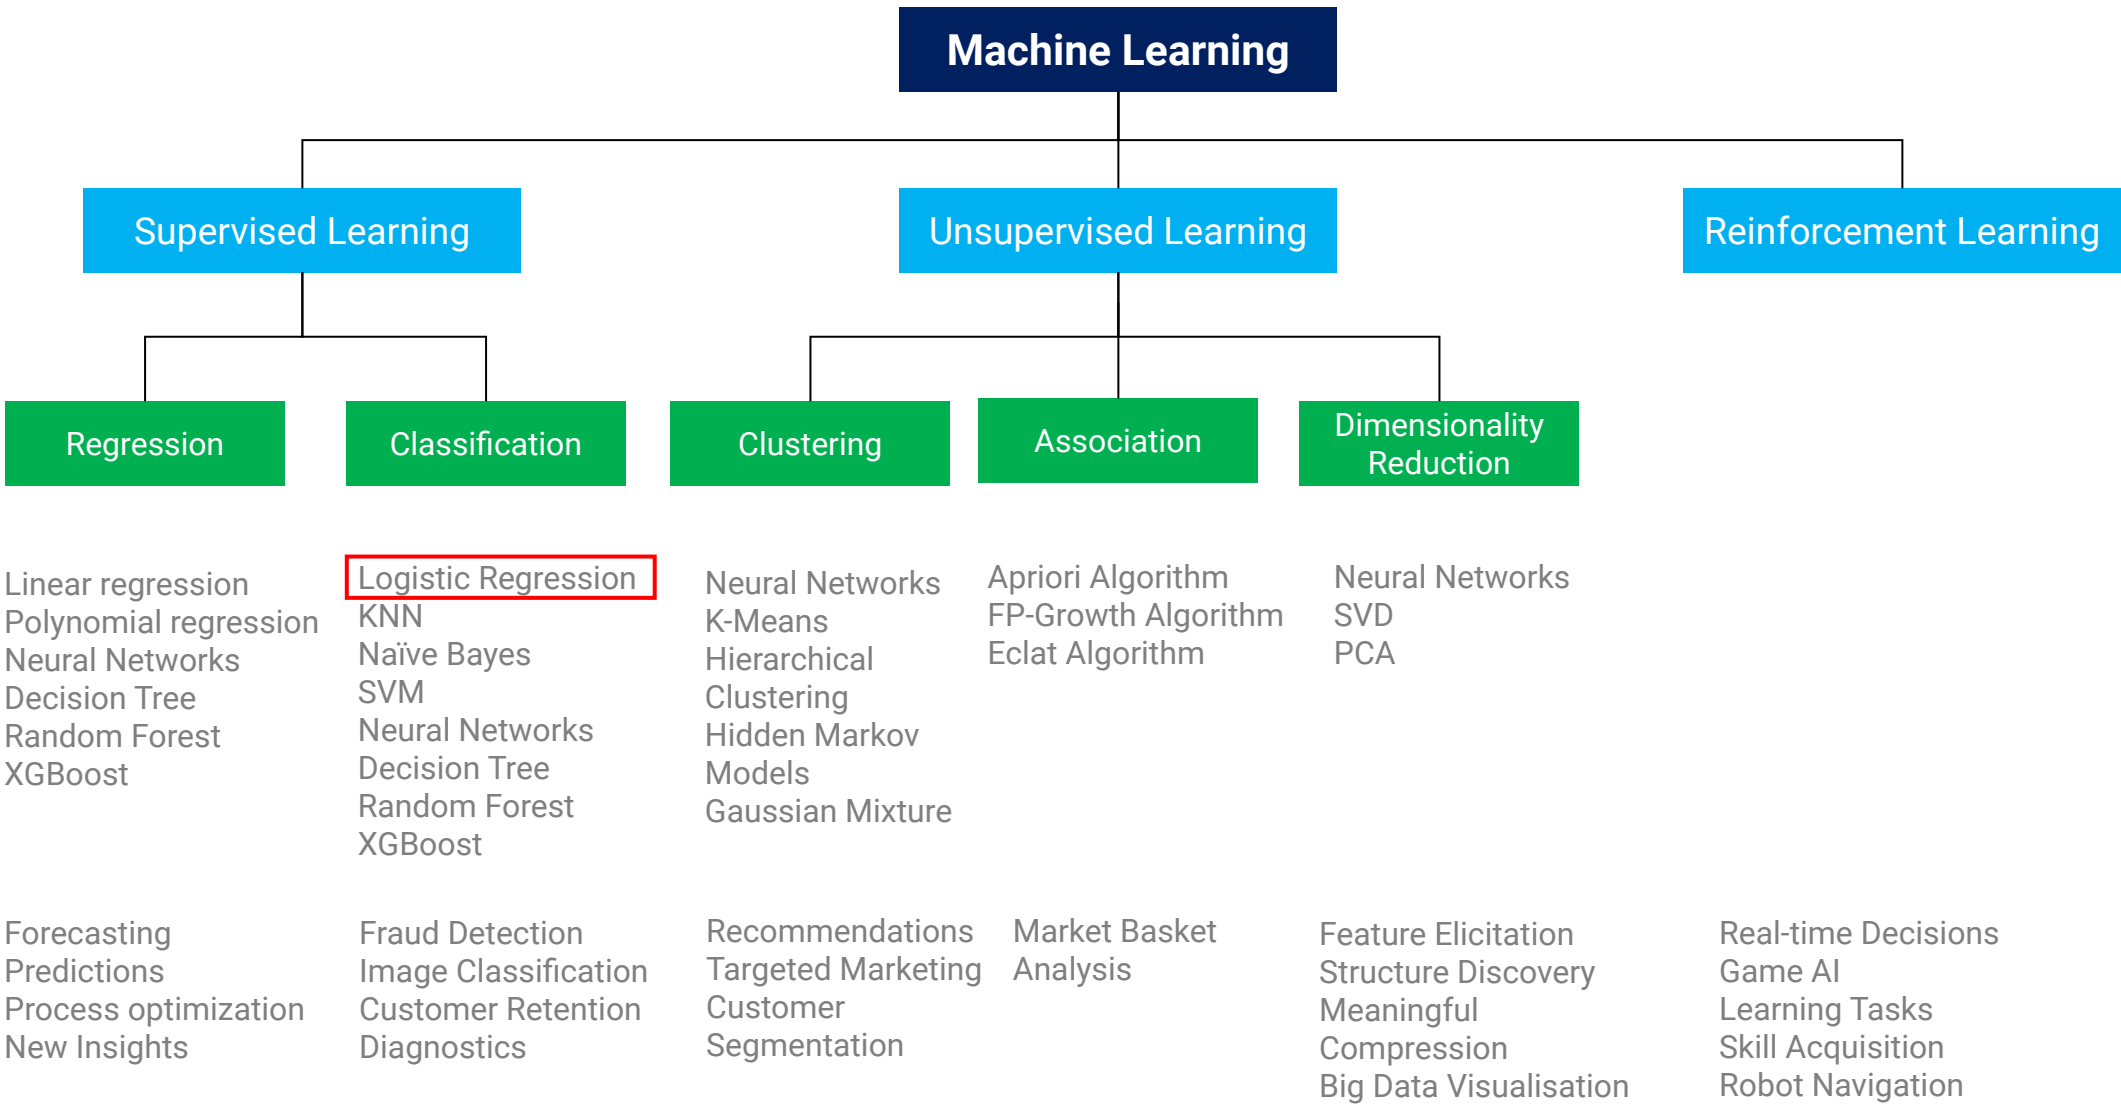 Machine Learning
Supervised Learning
Unsupervised Learning
Reinforcement Learning
Regression
Classification
Clustering
Association
Dimensionality
Reduction
Linear regression
Polynomial regression
Neural Networks
Decision Tree
Random Forest
XGBoost
Logistic Regression
KNN
Naïve Bayes
SVM
Neural Networks
Decision Tree
Random Forest
XGBoost
Neural Networks
K-Means
Hierarchical
Clustering
Hidden Markov
Models
Gaussian Mixture
Apriori Algorithm
FP-Growth Algorithm
Eclat Algorithm
Neural Networks
SVD
PCA
Forecasting
Predictions
Process optimization
New Insights
Fraud Detection
Image Classification
Customer Retention
Diagnostics
Recommendations
Targeted Marketing
Customer
Segmentation
Market Basket
Analysis
Feature Elicitation
Structure Discovery
Meaningful
Compression
Big Data Visualisation
Real-time Decisions
Game AI
Learning Tasks
Skill Acquisition
Robot Navigation